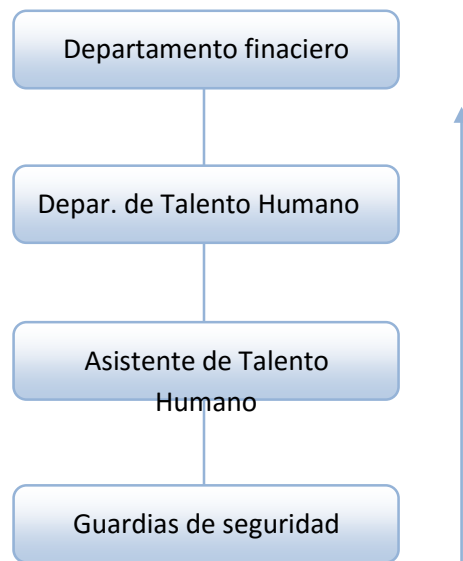 Departamento finaciero
Depar. de Talento Humano
Asistente de Talento
Humano
Guardias de seguridad